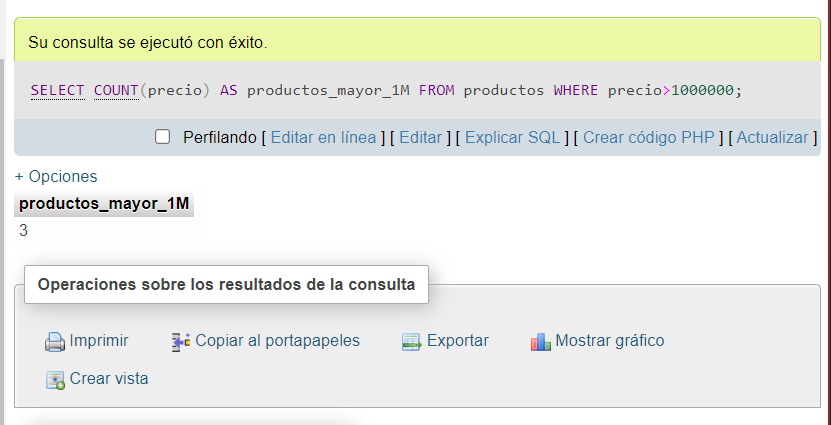 Su consulta se ejecutó con éxito.
SELECT COUNT(precio) AS productos_mayor_1M FROM productos WHERE precio>1000000;
Perfilando [ Editar en línea ] [ Editar ] [ Explicar SQL ] [ Crear código PHP ] [ Actualizar ]
+ Opciones
productos_mayor_1M
3
Operaciones sobre los resultados de la consulta
Imprimir Copiar al portapapeles Exportar Mostrar gráfico
Crear vista